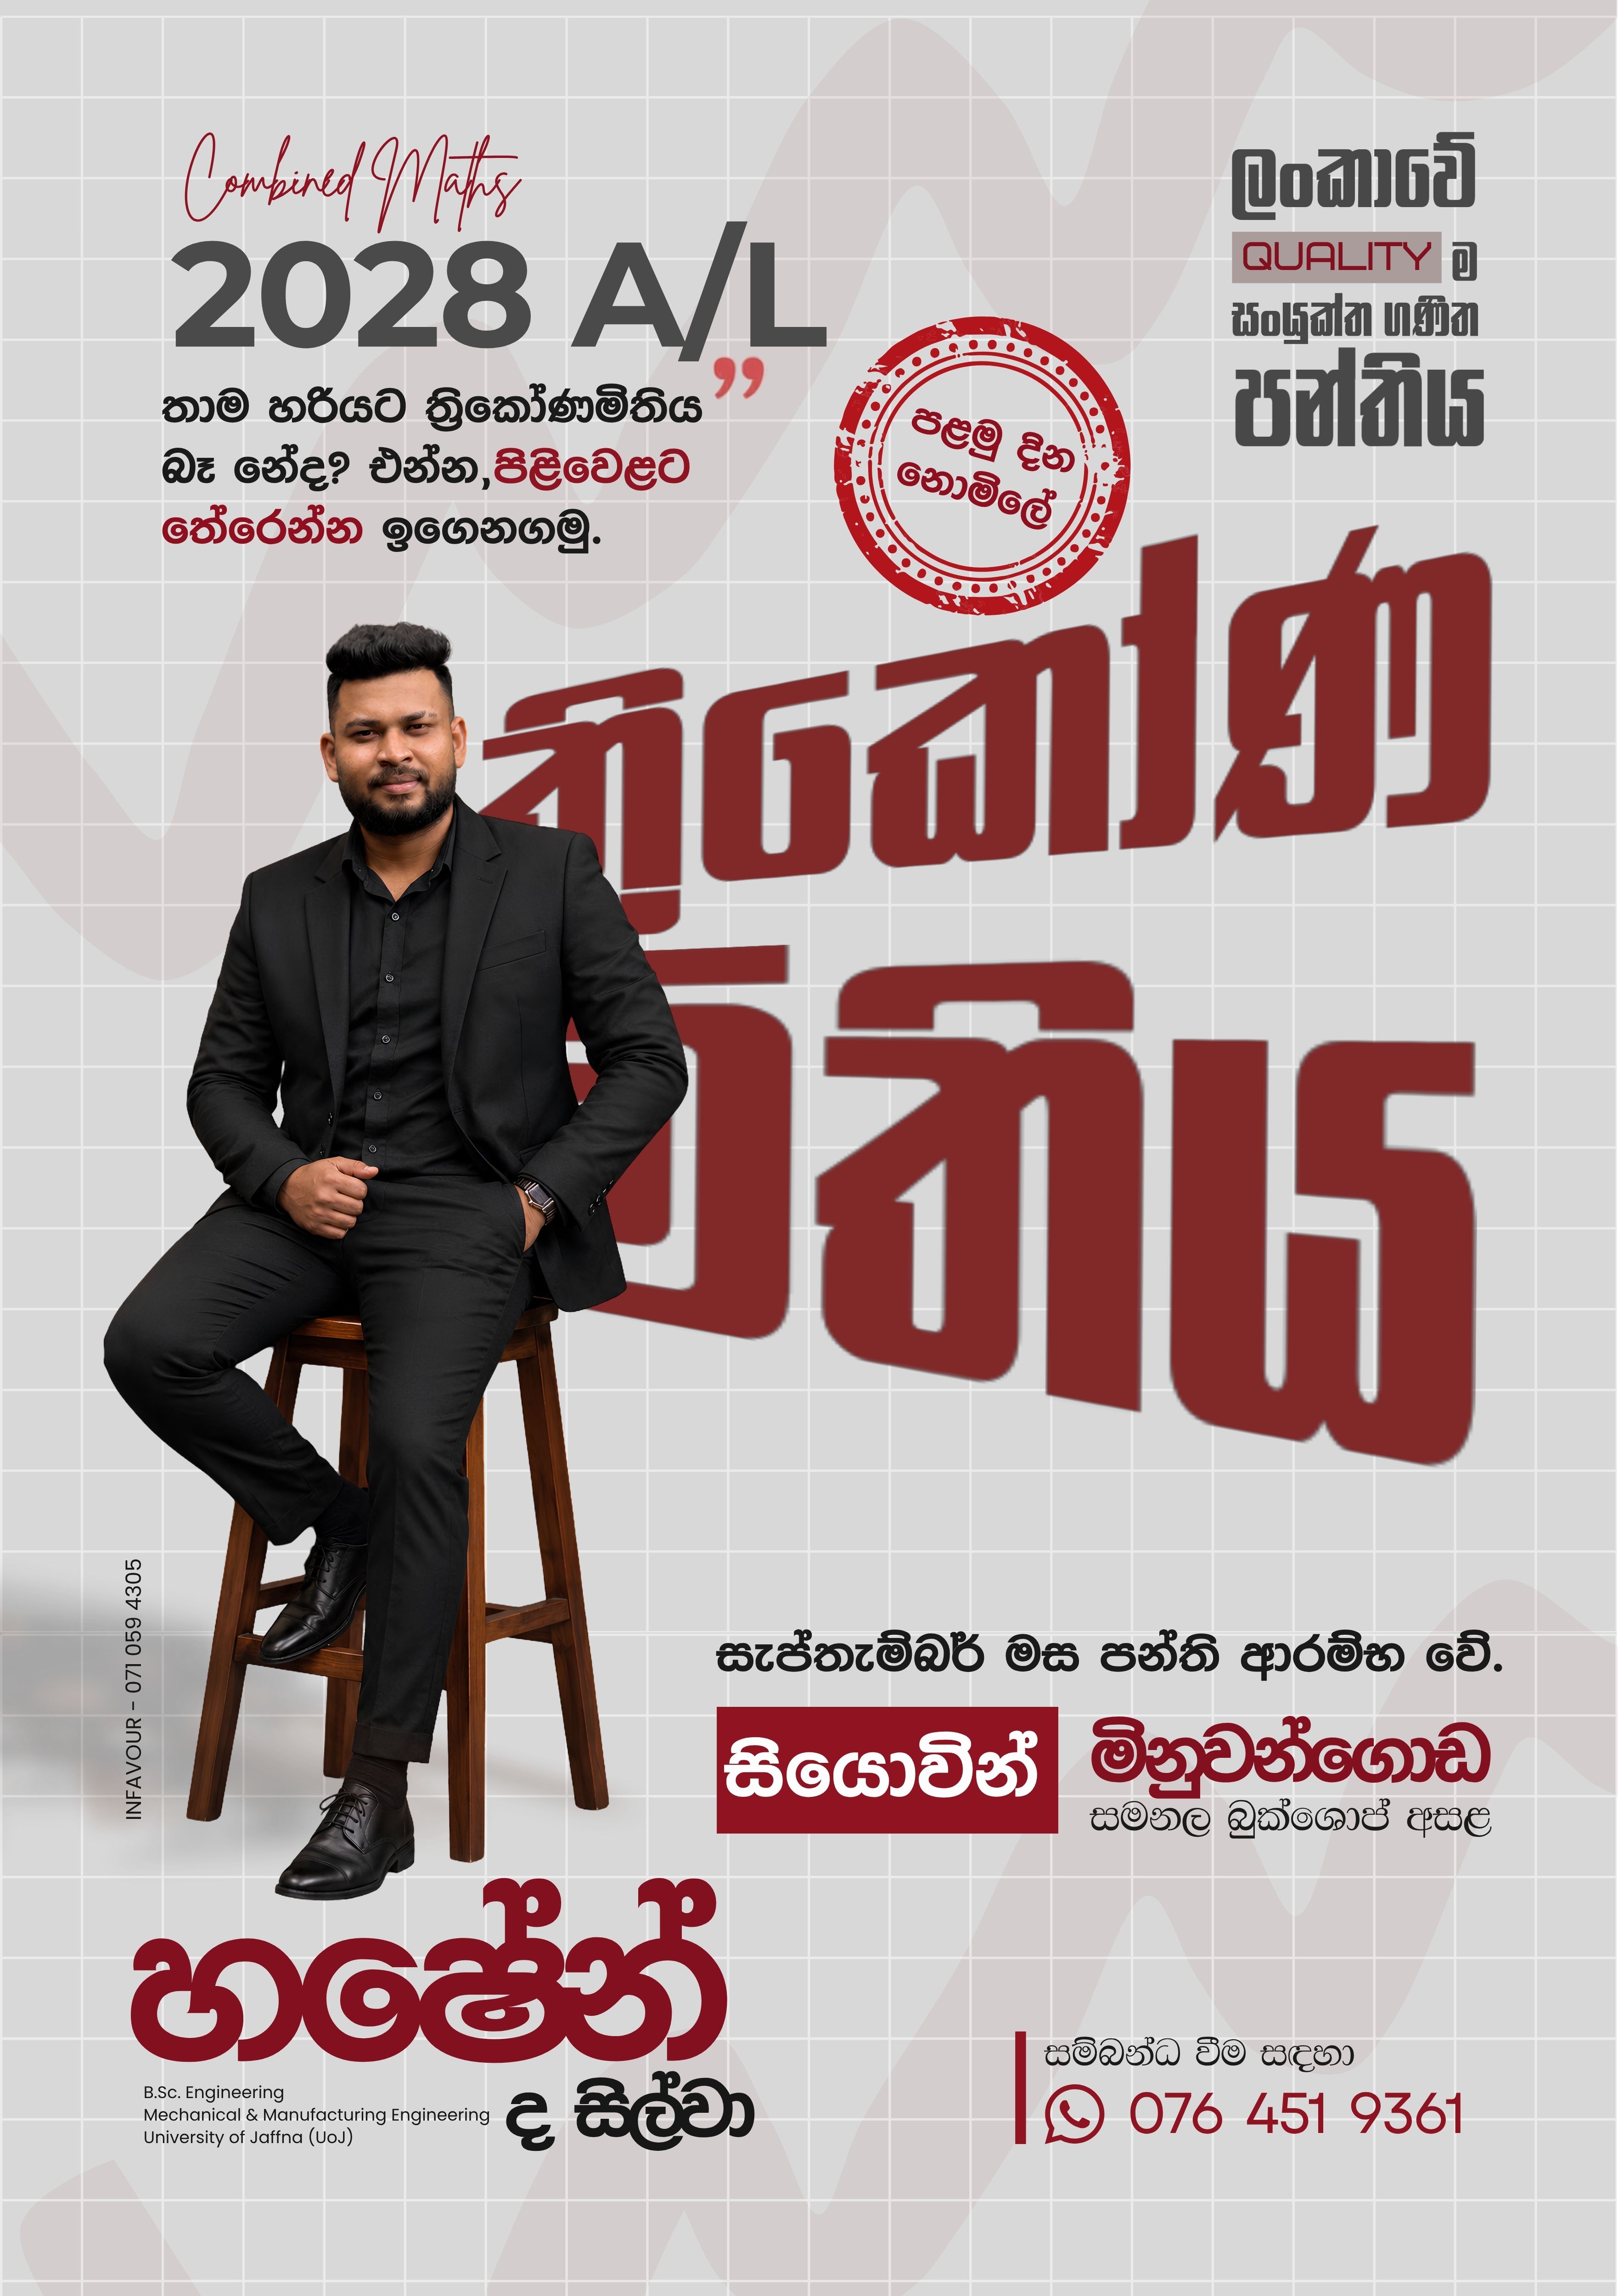 Combined Maths
2028 A/L
තාම හරියට ත්‍රිකෝණමිතිය”
බෑ නේද? එන්න,පිළිවෙළට
තේරෙන්න ඉගෙනගමු.
ලංකාවේ
QUALITY ම
සංයුක්ත ගණිත
පන්තිය
පළමු දින
නොමිලේ
ත්‍රිකෝණ
මිතිය
INFAVOUR - 071 059 4305
සැප්තැම්බර් මස පන්ති ආරම්භ වේ.
සියොවින්
මිනුවන්ගොඩ
සමනල බුක්ශොප් අසළ
හෂේන්
ද සිල්වා
B.Sc. Engineering
Mechanical & Manufacturing Engineering
University of Jaffna (UoJ)
සම්බන්ධ වීම සඳහා
076 451 9361